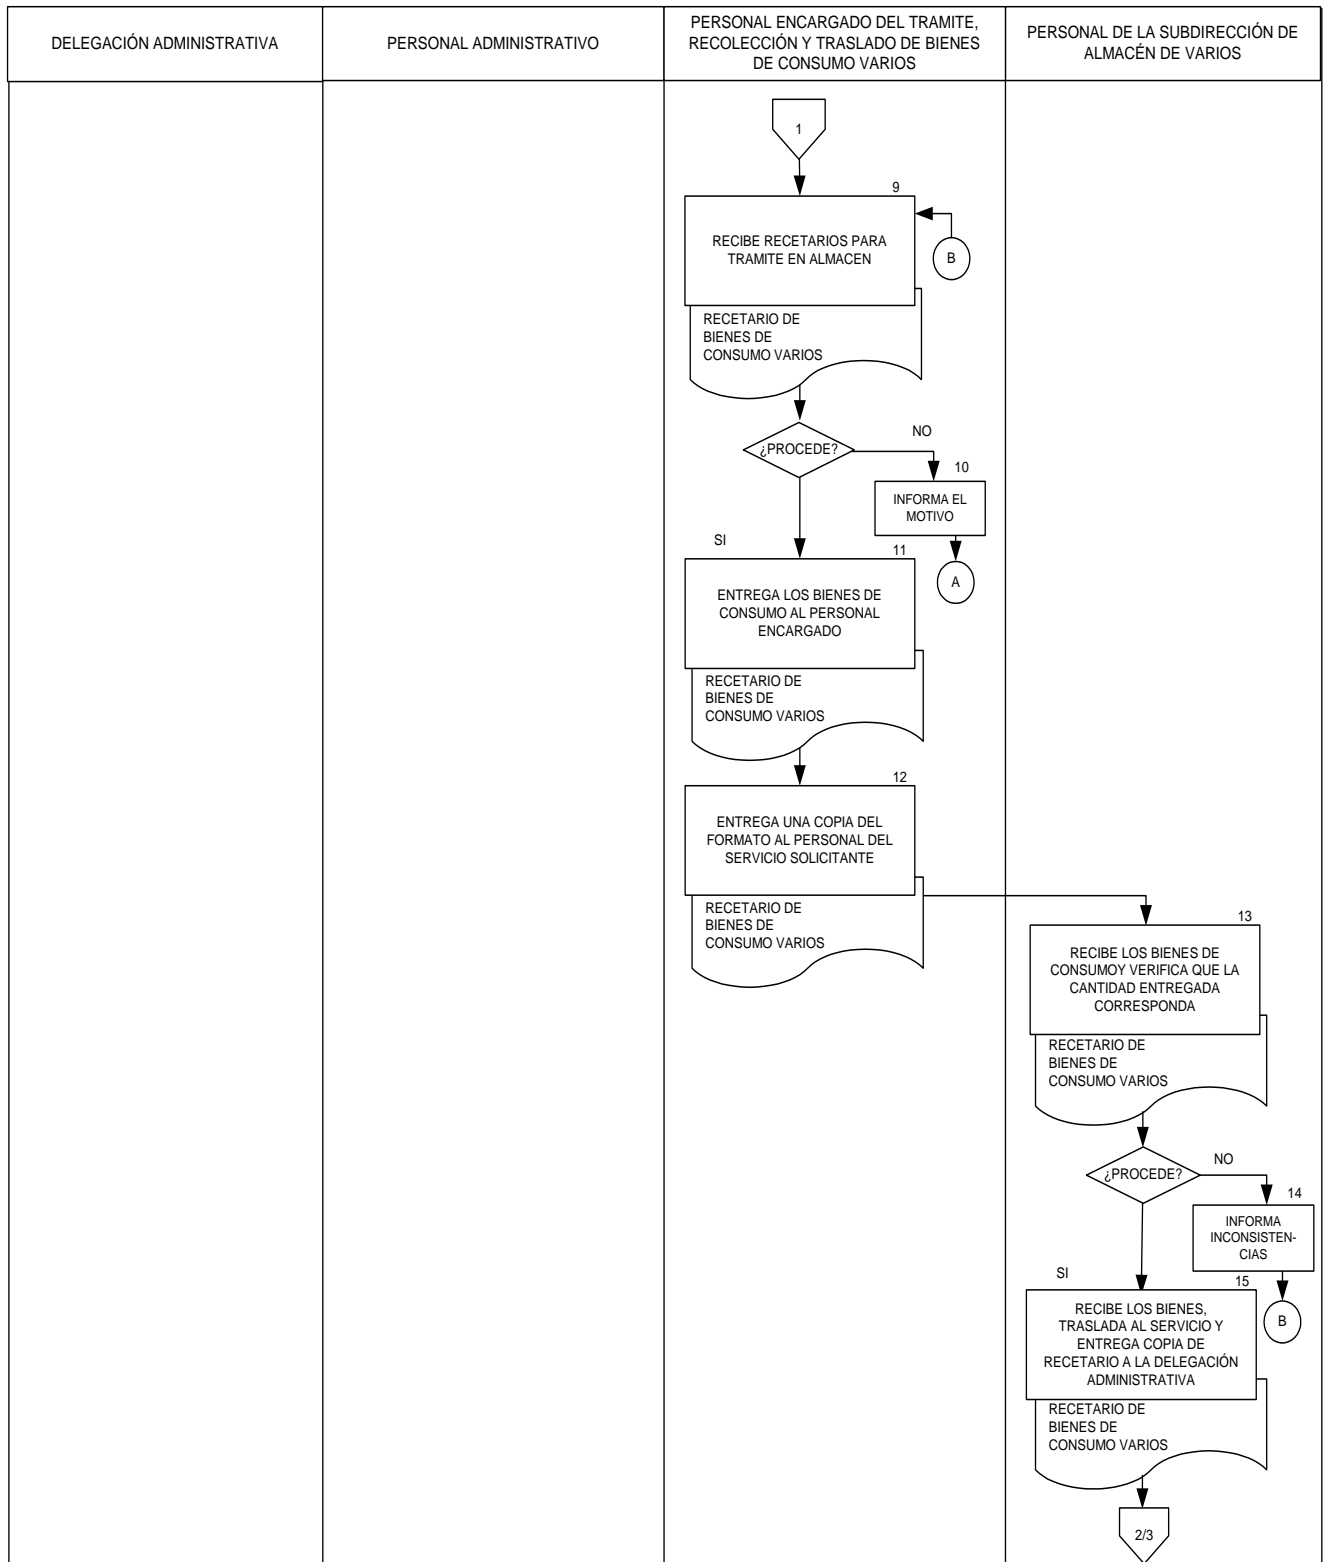 DELEGACIÓN ADMINISTRATIVA
PERSONAL ADMINISTRATIVO
PERSONAL ENCARGADO DEL TRAMITE,
RECOLECCIÓN Y TRASLADO DE BIENES
DE CONSUMO VARIOS
PERSONAL DE LA SUBDIRECCIÓN DE
ALMACÉN DE VARIOS
1
9
RECIBE RECETARIOS PARA
TRAMITE EN ALMACEN
B
RECETARIO DE
BIENES DE
CONSUMO VARIOS
¿PROCEDE?
NO
10
INFORMA EL
MOTIVO
A
SI
11
ENTREGA LOS BIENES DE
CONSUMO AL PERSONAL
ENCARGADO
RECETARIO DE
BIENES DE
CONSUMO VARIOS
12
ENTREGA UNA COPIA DEL
FORMATO AL PERSONAL DEL
SERVICIO SOLICITANTE
RECETARIO DE
BIENES DE
CONSUMO VARIOS
13
RECIBE LOS BIENES DE
CONSUMOY VERIFICA QUE LA
CANTIDAD ENTREGADA
CORRESPONDA
RECETARIO DE
BIENES DE
CONSUMO VARIOS
¿PROCEDE?
NO
14
INFORMA
INCONSISTEN-
CIAS
B
SI
15
RECIBE LOS BIENES,
TRASLADA AL SERVICIO Y
ENTREGA COPIA DE
RECETARIO A LA DELEGACIÓN
ADMINISTRATIVA
RECETARIO DE
BIENES DE
CONSUMO VARIOS
2/3